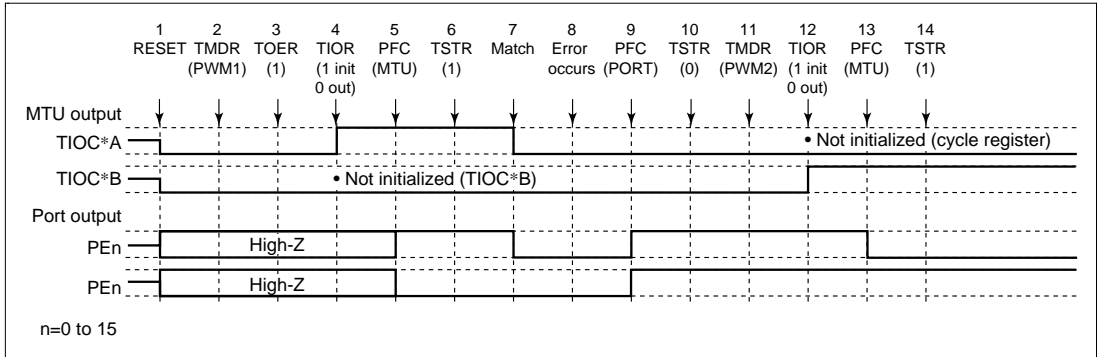 1 2 3 4 5 6 7 8 9 10 11 12 13 14
RESET TMDR TOER TIOR PFC TSTR Match Error PFC TSTR TMDR TIOR PFC TSTR
(PWM1) (1) (1 init (MTU) (1) occurs (PORT) (0) (PWM2) (1 init (MTU) (1)
0 out) 0 out)
MTU output
TIOC*A • Not initialized (cycle register)
TIOC*B • Not initialized (TIOC*B)
Port output
PEn High-Z
PEn High-Z
n=0 to 15